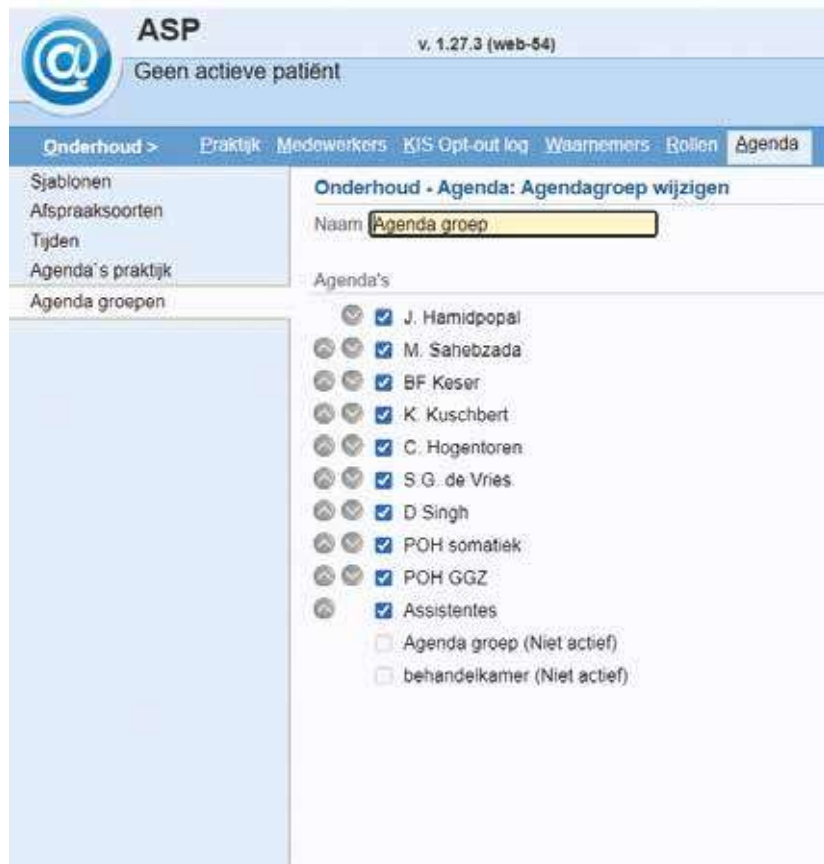 ASP
v. 1.27.3 (web-54)
Geen actieve patiënt
Onderhoud > Praktijk Medewerkers KIS Opt-out log Waarnemers Rollen Agenda
Sjablonen
Afspraaksoorten
Tijden
Agenda`s praktijk
Agenda groepen
Onderhoud - Agenda: Agendagroep wijzigen
Naam Agenda groep
Agenda's
J. Hamidpopal
M. Sahebzada
BF Keser
K. Kuschbert
C. Hogentoren
S.G. de Vries
D Singh
POH somatiek
POH GGZ
Assistentes
Agenda groep (Niet actief)
behandelkamer (Niet actief)